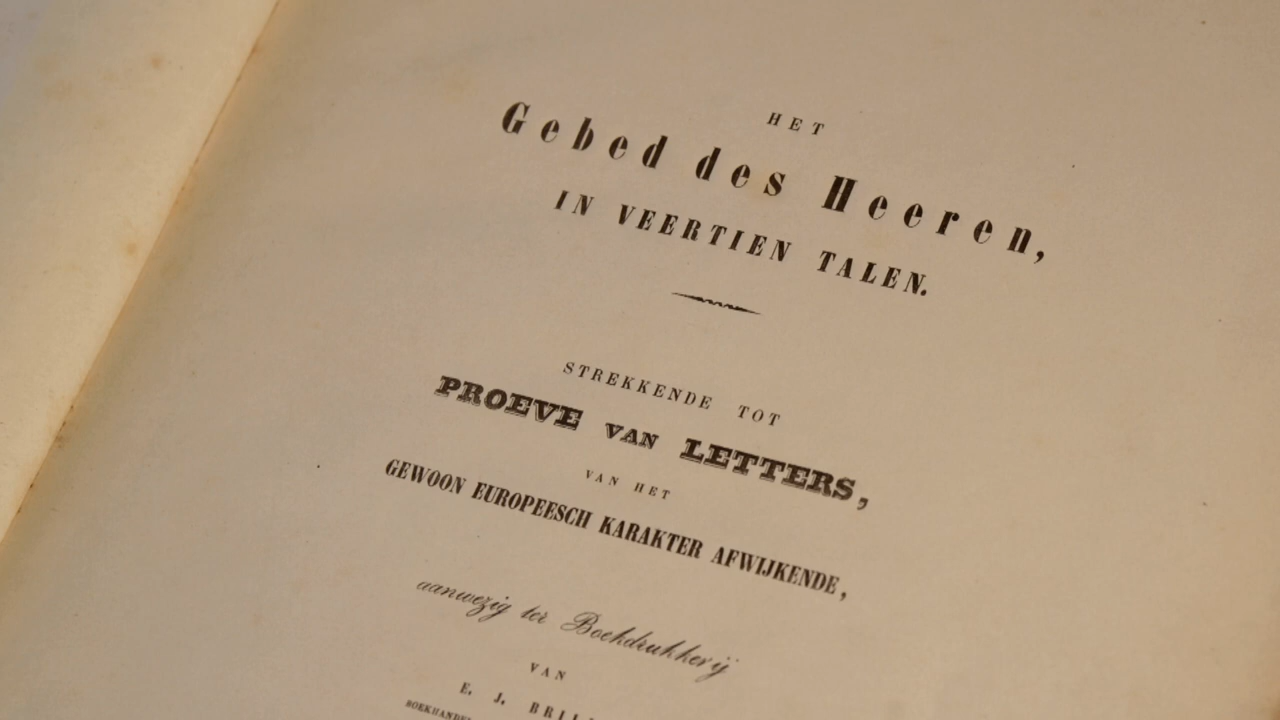 HET
Gebed des Heeren,
IN VEERTIEN TALEN.
STREKKENDE TOT
PROEVE VAN LETTERS,
VAN HET
GEWOON EUROPEESCH KARAKTER AFWIJKENDE,
aanwezig ter Boekdrukkerij
VAN
E. J.